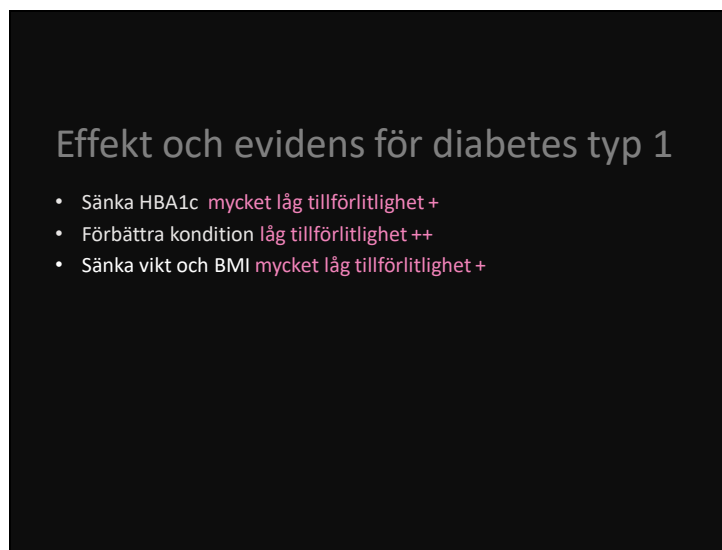 Effekt och evidens för diabetes typ 1
• Sänka HBA1c mycket låg tillförlitlighet +
• Förbättra kondition låg tillförlitlighet ++
• Sänka vikt och BMI mycket låg tillförlitlighet +